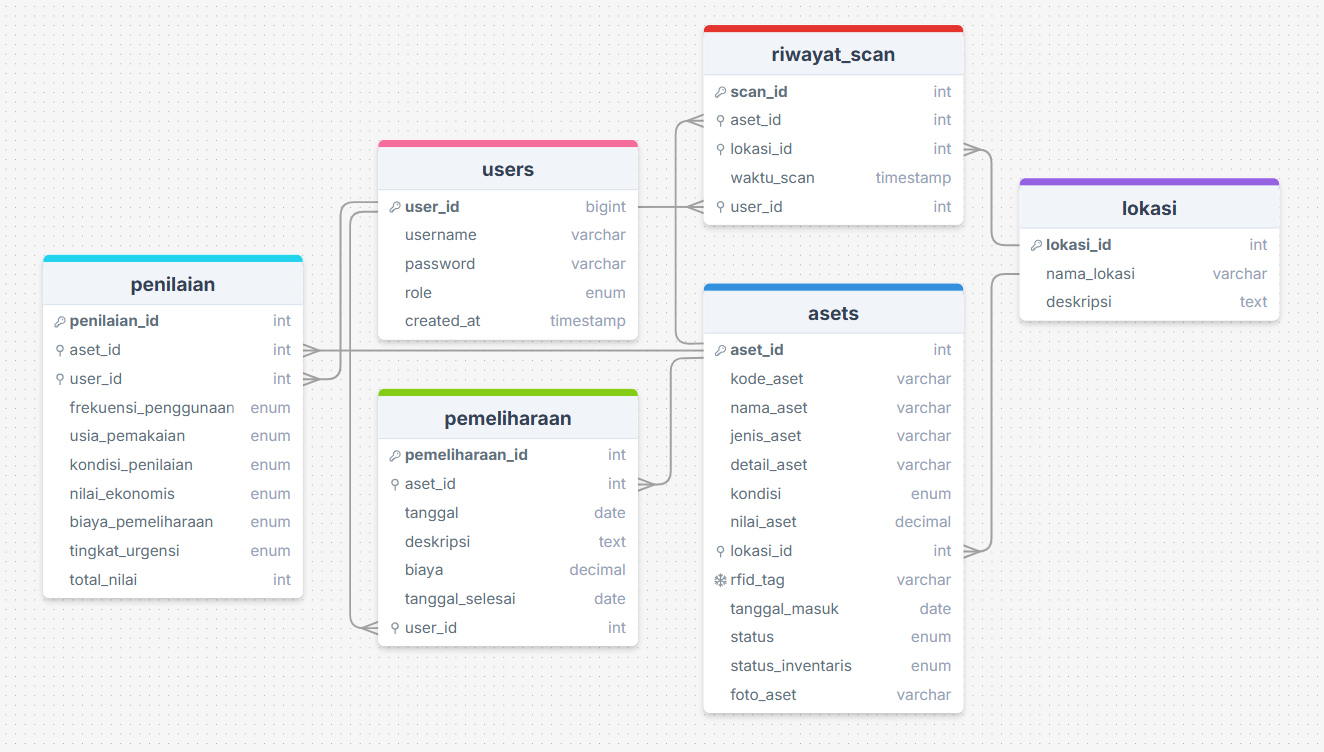 riwayat_scan
scan_id int
aset_id int
lokasi_id int
waktu_scan timestamp
user_id int
users
user_id bigint
username varchar
password varchar
role enum
created_at timestamp
lokasi
lokasi_id int
nama_lokasi varchar
deskripsi text
penilaian
penilaian_id int
aset_id int
user_id int
frekuensi_penggunaan enum
usia_pemakaian enum
kondisi_penilaian enum
nilai_ekonomis enum
biaya_pemeliharaan enum
tingkat_urgensi enum
total_nilai int
asets
aset_id int
kode_aset varchar
nama_aset varchar
jenis_aset varchar
detail_aset varchar
kondisi enum
nilai_aset decimal
lokasi_id int
rfid_tag varchar
tanggal_masuk date
status enum
status_inventaris enum
foto_aset varchar
pemeliharaan
pemeliharaan_id int
aset_id int
tanggal date
deskripsi text
biaya decimal
tanggal_selesai date
user_id int